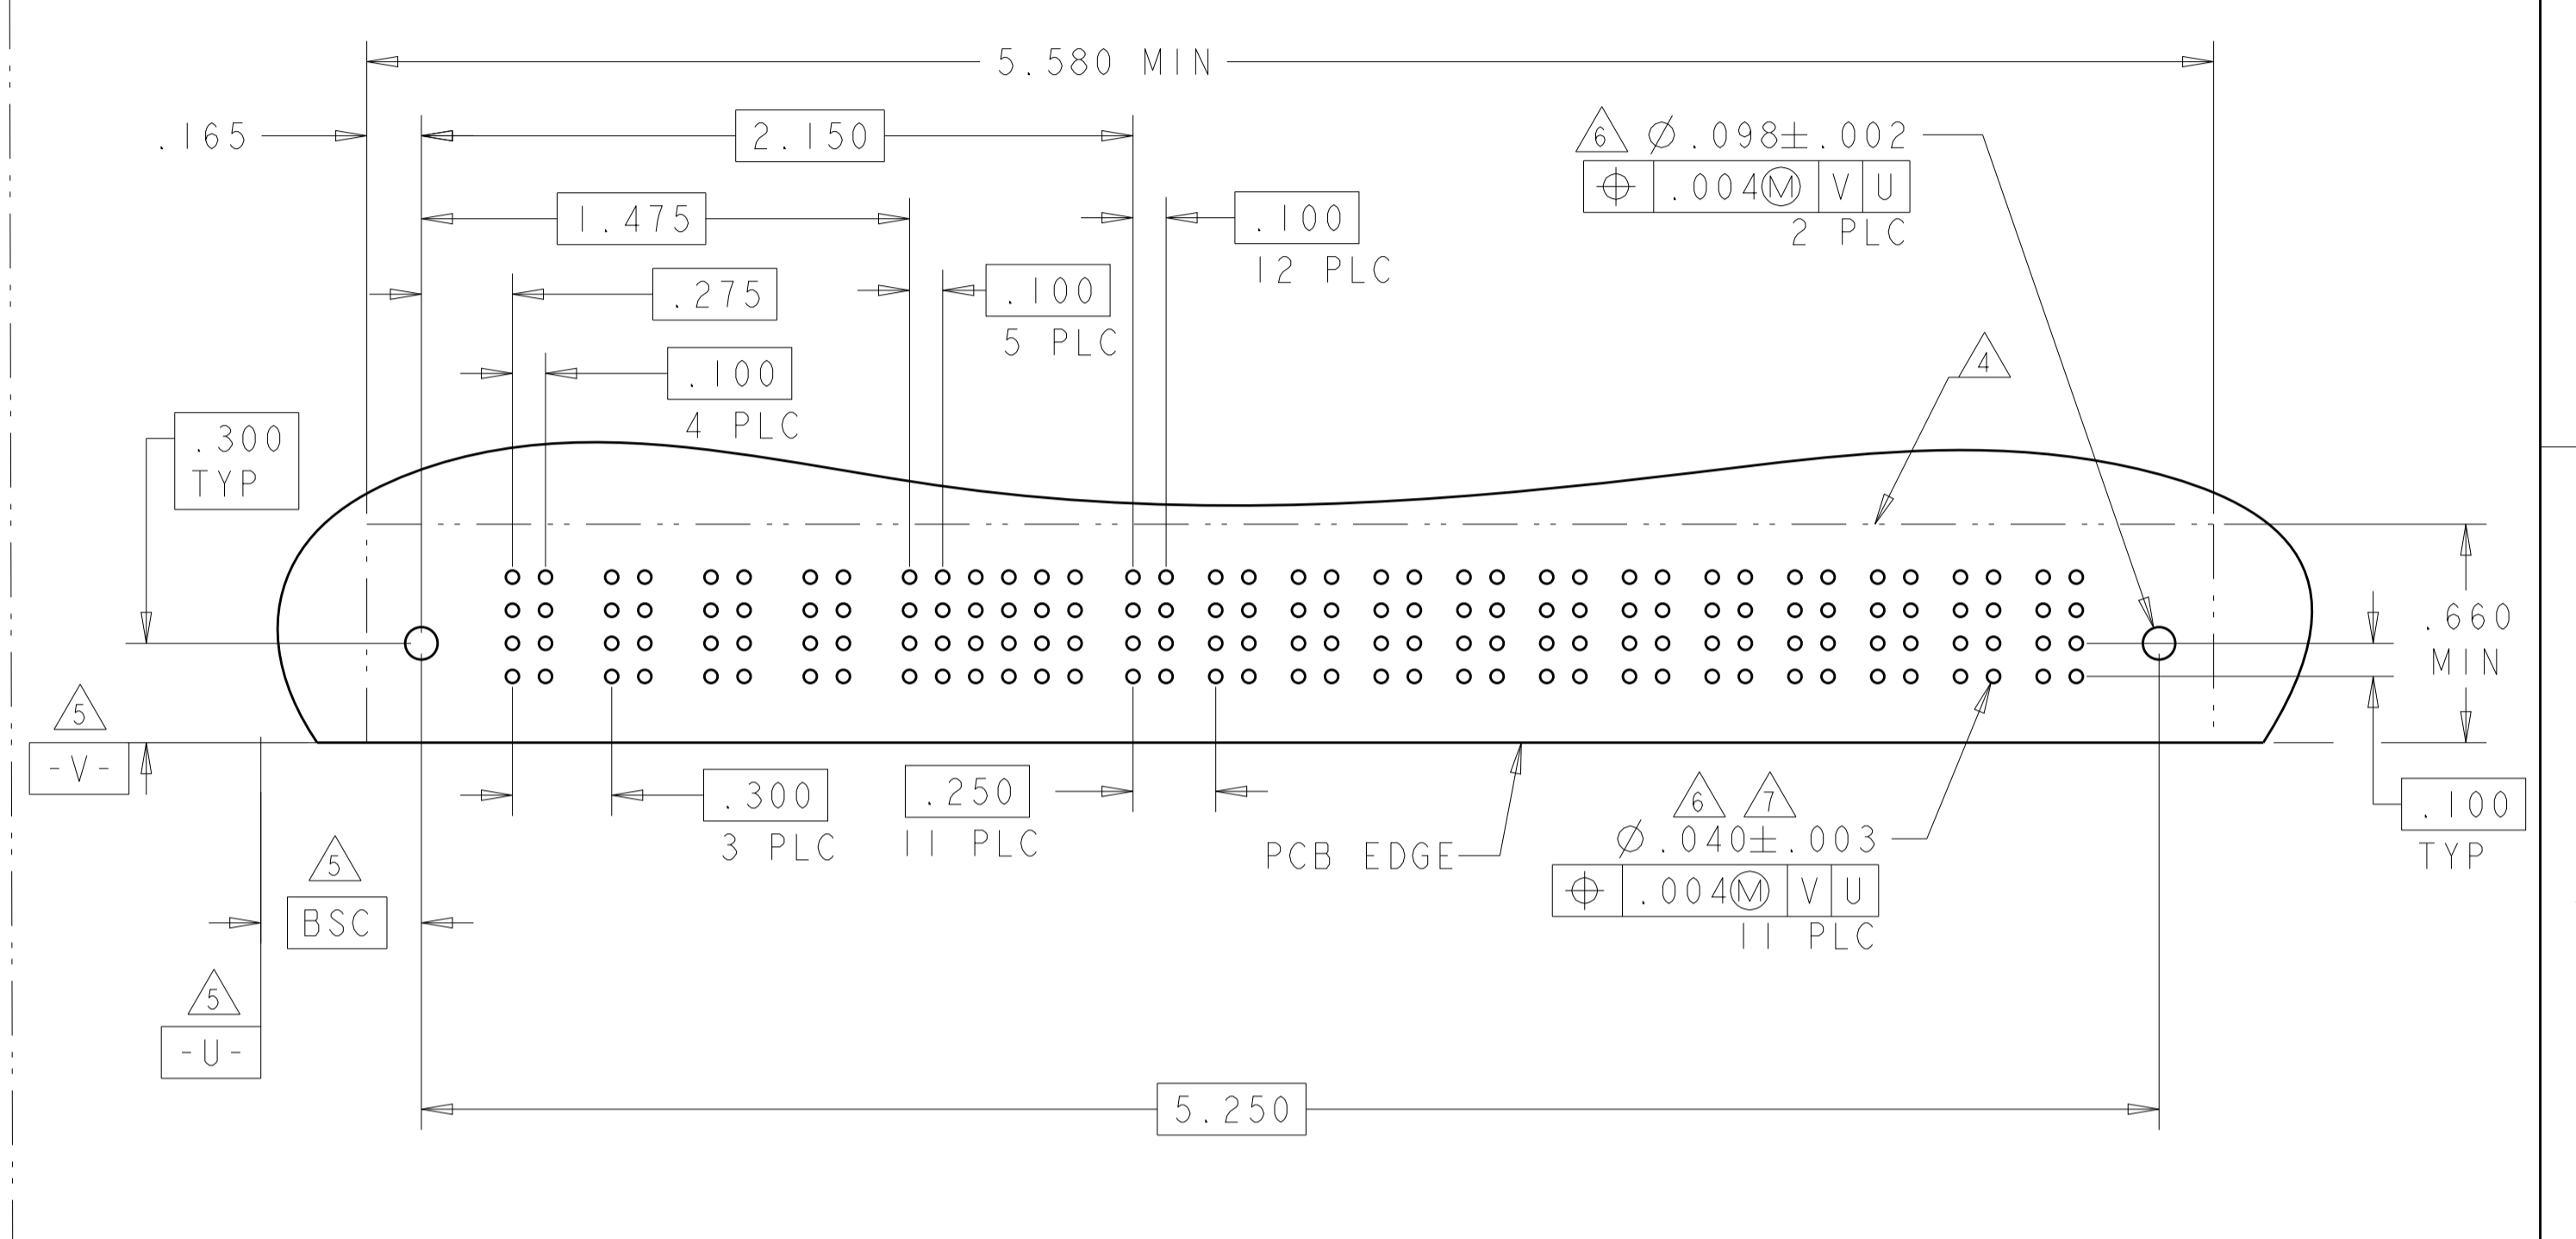 5.580 MIN
.165
2.150
6 Ø.098±.002
⌖ .004Ⓜ V U
2 PLC
1.475
.100
12 PLC
.275
.100
5 PLC
.100
4 PLC
4
.300
TYP
.660
MIN
5
-V-
.300
3 PLC
.250
11 PLC
PCB EDGE
6 7
Ø.040±.003
⌖ .004Ⓜ V U
11 PLC
.100
TYP
5
BSC
5
-U-
5.250